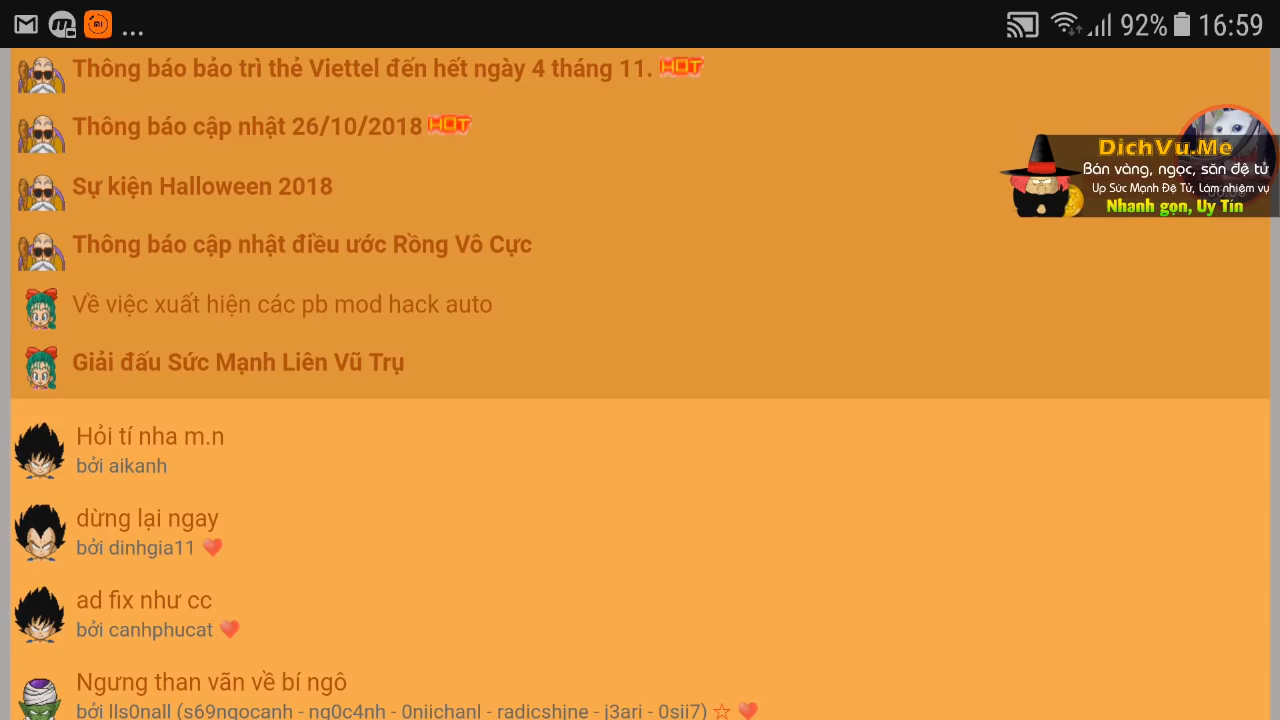 ... 92% 16:59
Thông báo bảo trì thẻ Viettel đến hết ngày 4 tháng 11. HOT
Thông báo cập nhật 26/10/2018 HOT
DichVu.Me
Bán vàng, ngọc, săn đệ tử
Up Sức Mạnh Đệ Tử, Làm nhiệm vụ
Nhanh gọn, Uy Tín
Sự kiện Halloween 2018
Thông báo cập nhật điều ước Rồng Vô Cực
Về việc xuất hiện các pb mod hack auto
Giải đấu Sức Mạnh Liên Vũ Trụ
Hỏi tí nha m.n
bởi aikanh
dừng lại ngay
bởi dinhgia11
ad fix như cc
bởi canhphucat
Ngưng than vãn về bí ngô
bởi lls0nall (s69ngocanh - ng0c4nh - 0niichanl - radicshjne - j3ari - 0sii7)